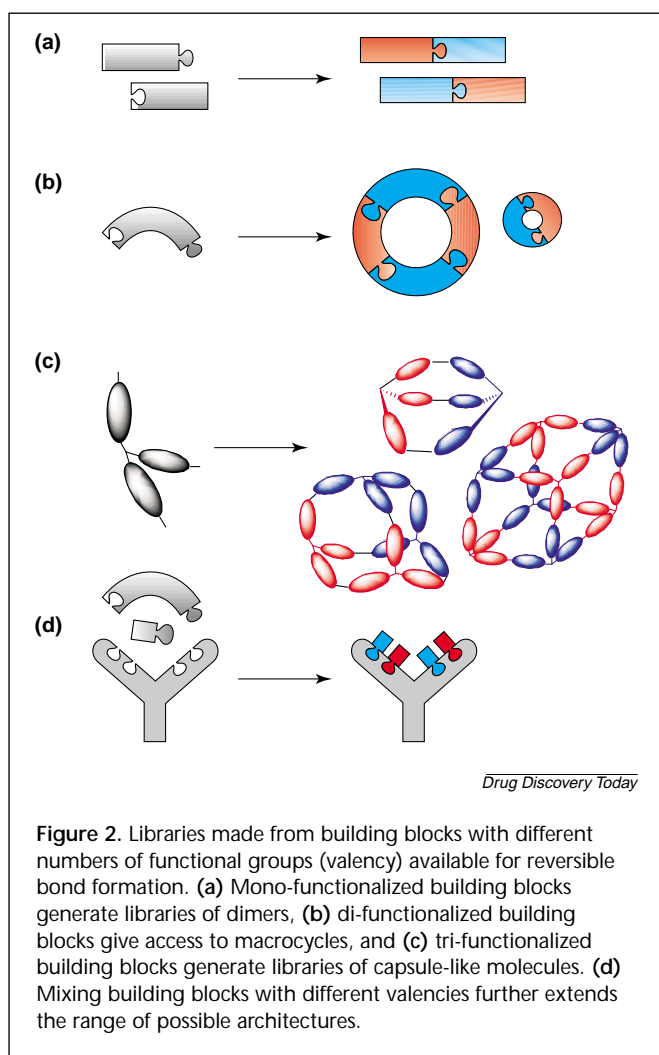 (a)
(b)
(c)
(d)
Drug Discovery Today
Figure 2. Libraries made from building blocks with different
numbers of functional groups (valency) available for reversible
bond formation. (a) Mono-functionalized building blocks
generate libraries of dimers, (b) di-functionalized building
blocks give access to macrocycles, and (c) tri-functionalized
building blocks generate libraries of capsule-like molecules. (d)
Mixing building blocks with different valencies further extends
the range of possible architectures.